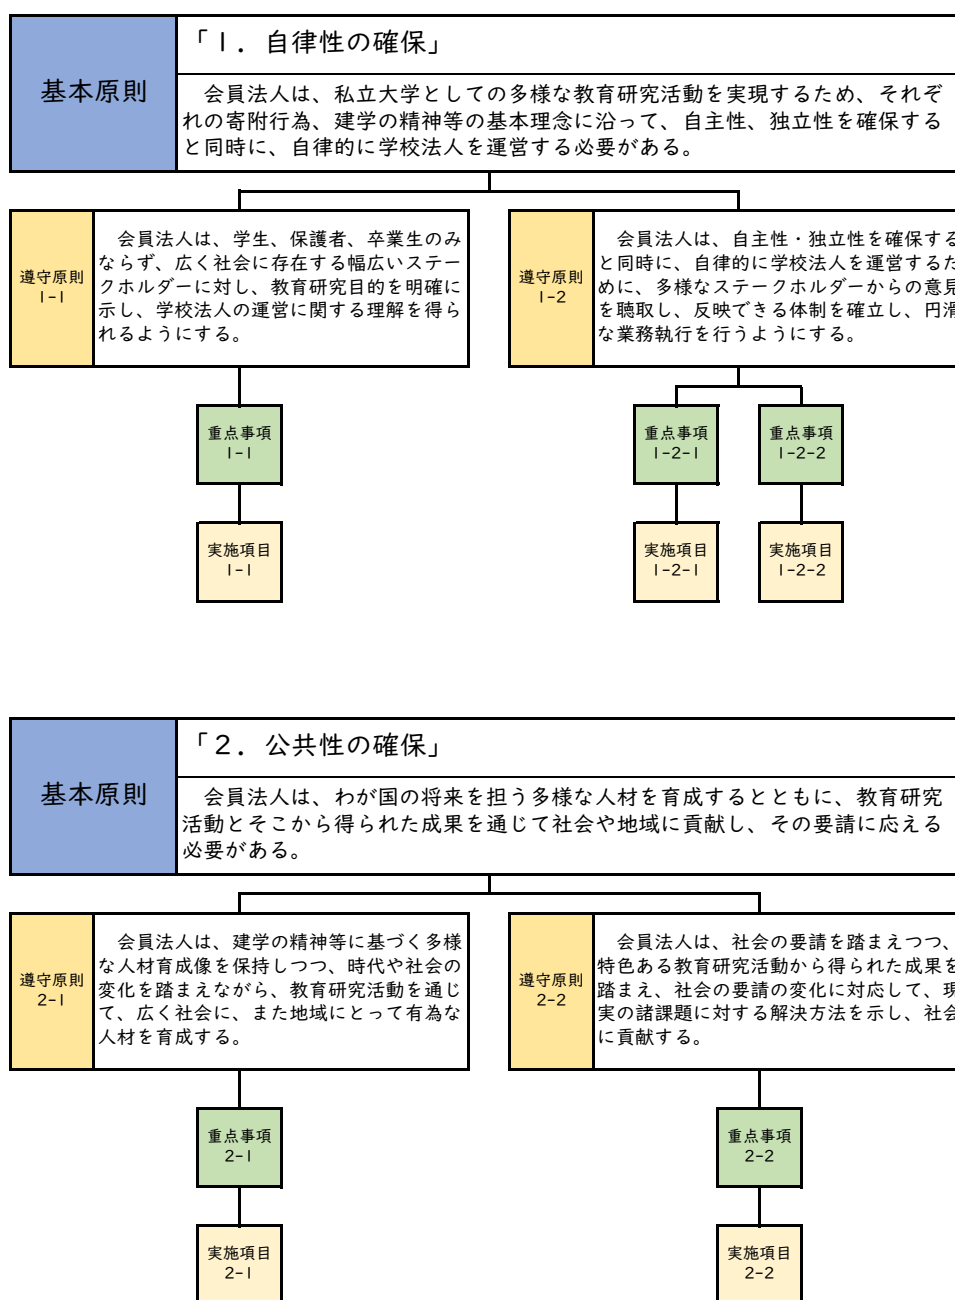 基本原則
「1．自律性の確保」
会員法人は、私立大学としての多様な教育研究活動を実現するため、それぞ
れの寄附行為、建学の精神等の基本理念に沿って、自主性、独立性を確保する
と同時に、自律的に学校法人を運営する必要がある。
遵守原則
1-1
会員法人は、学生、保護者、卒業生のみ
ならず、広く社会に存在する幅広いステー
クホルダーに対し、教育研究目的を明確に
示し、学校法人の運営に関する理解を得ら
れるようにする。
遵守原則
1-2
会員法人は、自主性・独立性を確保する
と同時に、自律的に学校法人を運営するた
めに、多様なステークホルダーからの意見
を聴取し、反映できる体制を確立し、円滑
な業務執行を行うようにする。
重点事項
1-1
重点事項
1-2-1
重点事項
1-2-2
実施項目
1-1
実施項目
1-2-1
実施項目
1-2-2
基本原則
「2．公共性の確保」
会員法人は、わが国の将来を担う多様な人材を育成するとともに、教育研究
活動とそこから得られた成果を通じて社会や地域に貢献し、その要請に応える
必要がある。
遵守原則
2-1
会員法人は、建学の精神等に基づく多様
な人材育成像を保持しつつ、時代や社会の
変化を踏まえながら、教育研究活動を通じ
て、広く社会に、また地域にとって有為な
人材を育成する。
遵守原則
2-2
会員法人は、社会の要請を踏まえつつ、
特色ある教育研究活動から得られた成果を
踏まえ、社会の要請の変化に対応して、現
実の諸課題に対する解決方法を示し、社会
に貢献する。
重点事項
2-1
重点事項
2-2
実施項目
2-1
実施項目
2-2